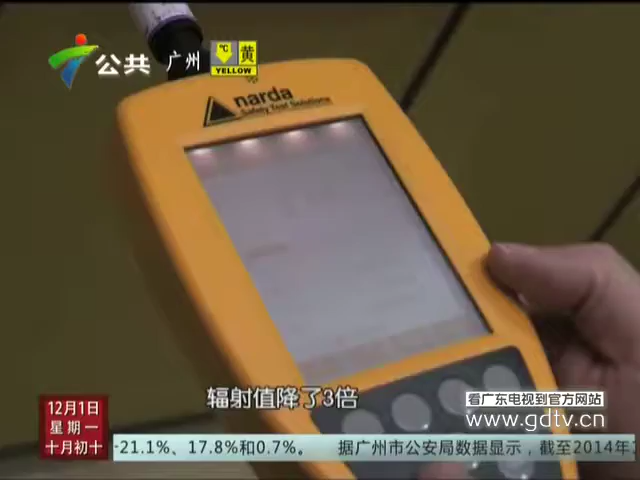 公共
广州
℃
黄
YELLOW
narda
Safety Test Solutions
辐射值降了3倍
看广东电视到官方网站
www.gdtv.cn
12月1日
星期一
十月初十
-21.1%、17.8%和0.7%。 据广州市公安局数据显示，截至2014年